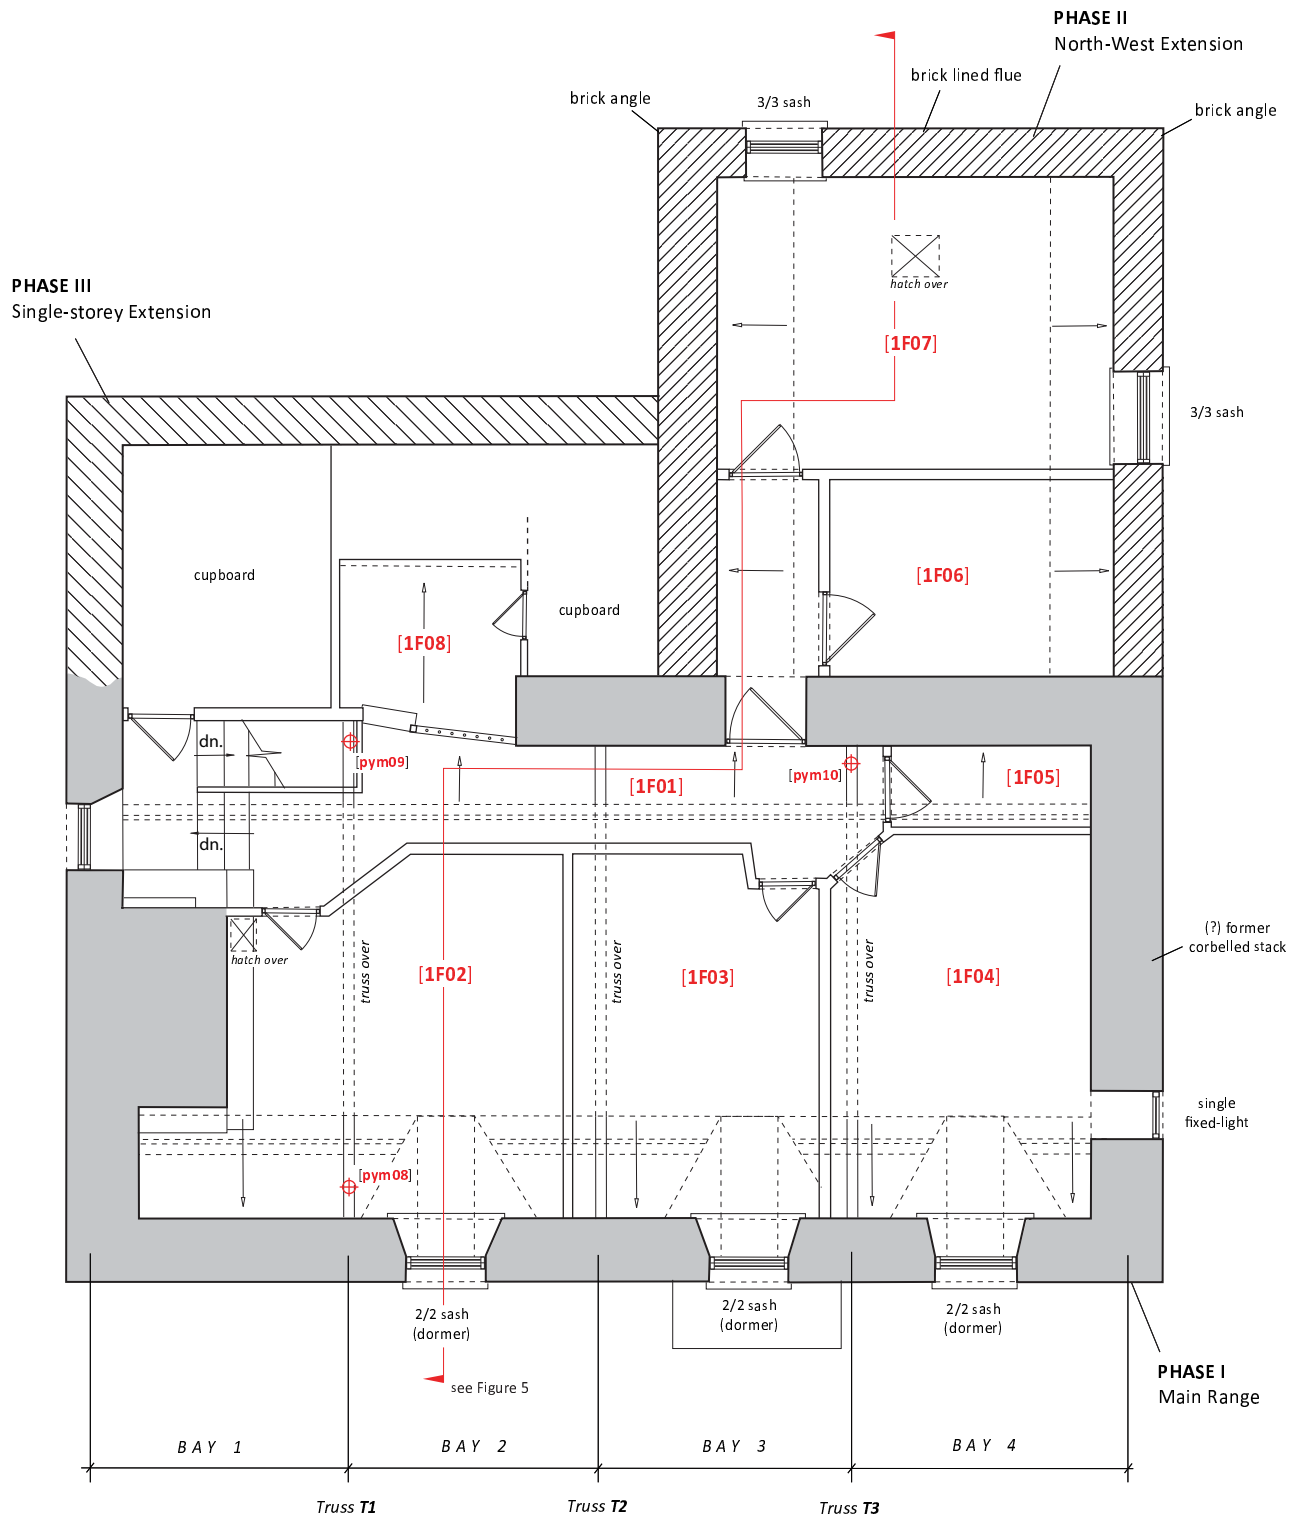 PHASE II
North-West Extension
brick lined flue
brick angle
3/3 sash
brick angle
PHASE III
Single-storey Extension
hatch over
[1F07]
3/3 sash
cupboard
[1F06]
cupboard
[1F08]
dn.
[pym09]
[pym10]
[1F05]
[1F01]
dn.
hatch over
truss over
truss over
truss over
[1F02]
[1F03]
[1F04]
(?) former
corbelled stack
single
fixed-light
[pym08]
2/2 sash
(dormer)
2/2 sash
(dormer)
2/2 sash
(dormer)
see Figure 5
PHASE I
Main Range
BAY 1
BAY 2
BAY 3
BAY 4
Truss T1
Truss T2
Truss T3